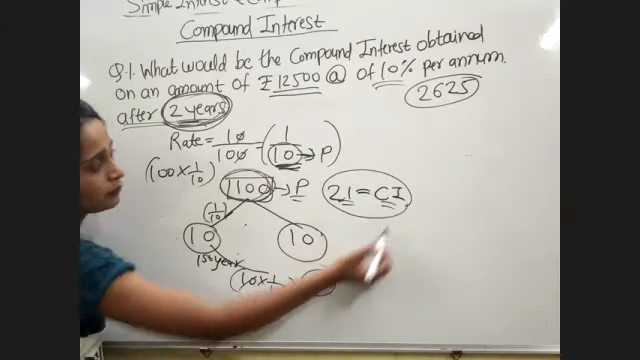 Simple Interest &
Compound Interest
Q.1. What would be the Compound Interest obtained
on an amount of ₹12500 @ of 10% per annum
after 2 years
2625
Rate = 10/100 = (1/10 → P)
(100 × 1/10)
100 → P
21 = CI
(1/10)
10 10
1st year